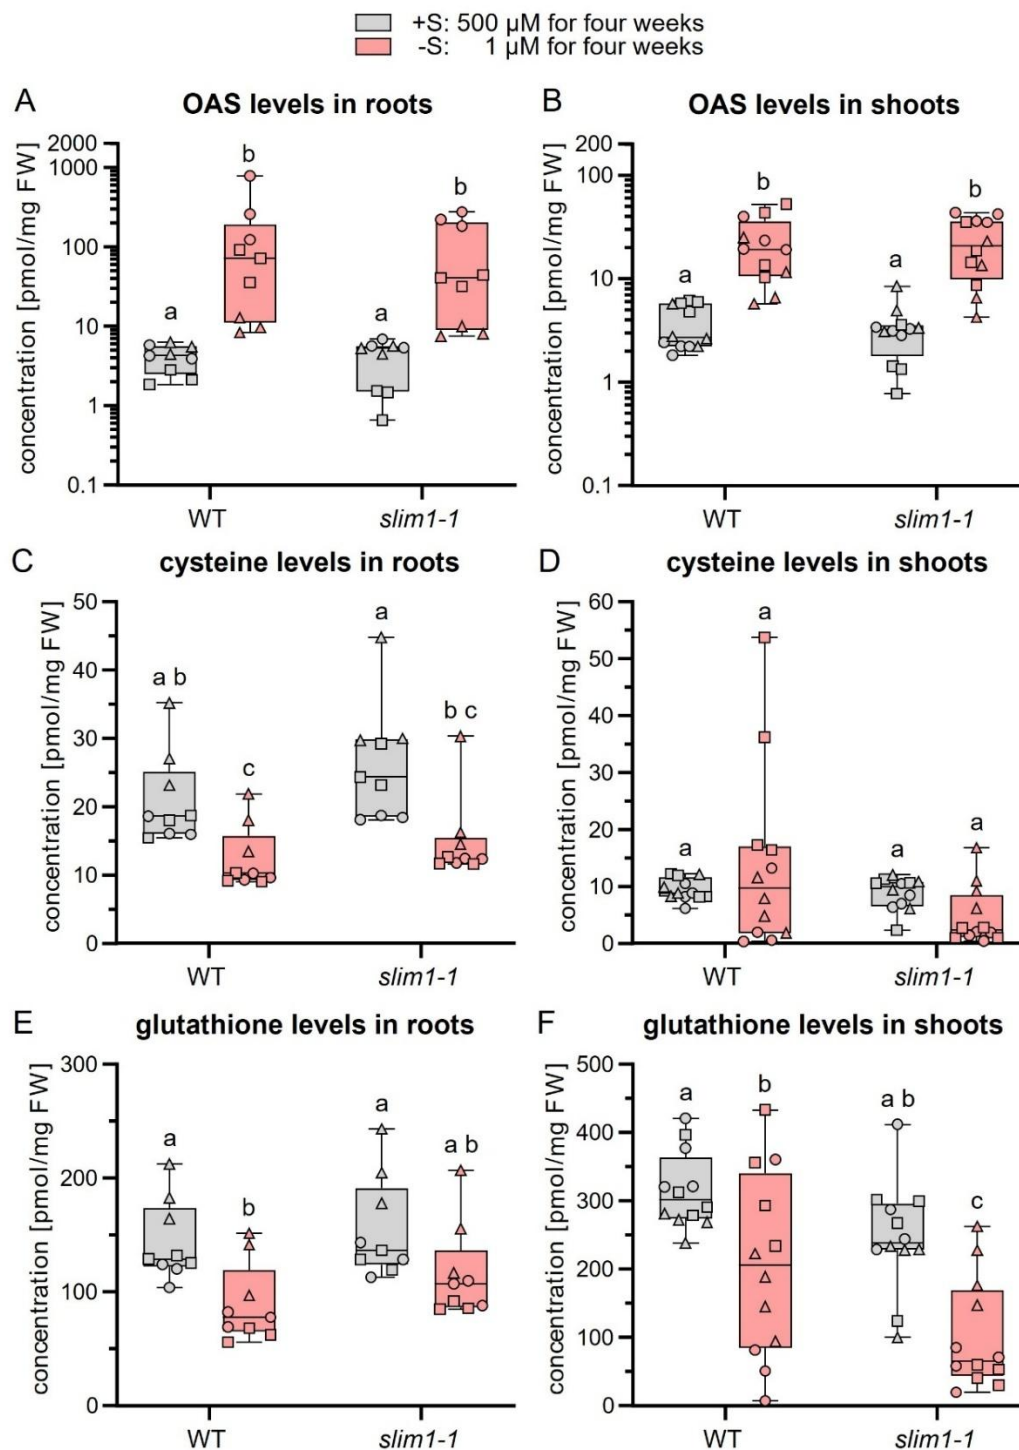 +S: 500 µM for four weeks
-S: 1 µM for four weeks
A OAS levels in roots
concentration [pmol/mg FW]
2000
1000
100
10
1
0.1
a
b
a
b
WT
slim1-1
B OAS levels in shoots
concentration [pmol/mg FW]
200
100
10
1
0.1
a
b
a
b
WT
slim1-1
C cysteine levels in roots
concentration [pmol/mg FW]
50
40
30
20
10
0
a b
c
a
b c
WT
slim1-1
D cysteine levels in shoots
concentration [pmol/mg FW]
60
50
40
30
20
10
0
a
a
a
a
WT
slim1-1
E glutathione levels in roots
concentration [pmol/mg FW]
300
200
100
0
a
b
a
a b
WT
slim1-1
F glutathione levels in shoots
concentration [pmol/mg FW]
500
400
300
200
100
0
a
b
a b
c
WT
slim1-1